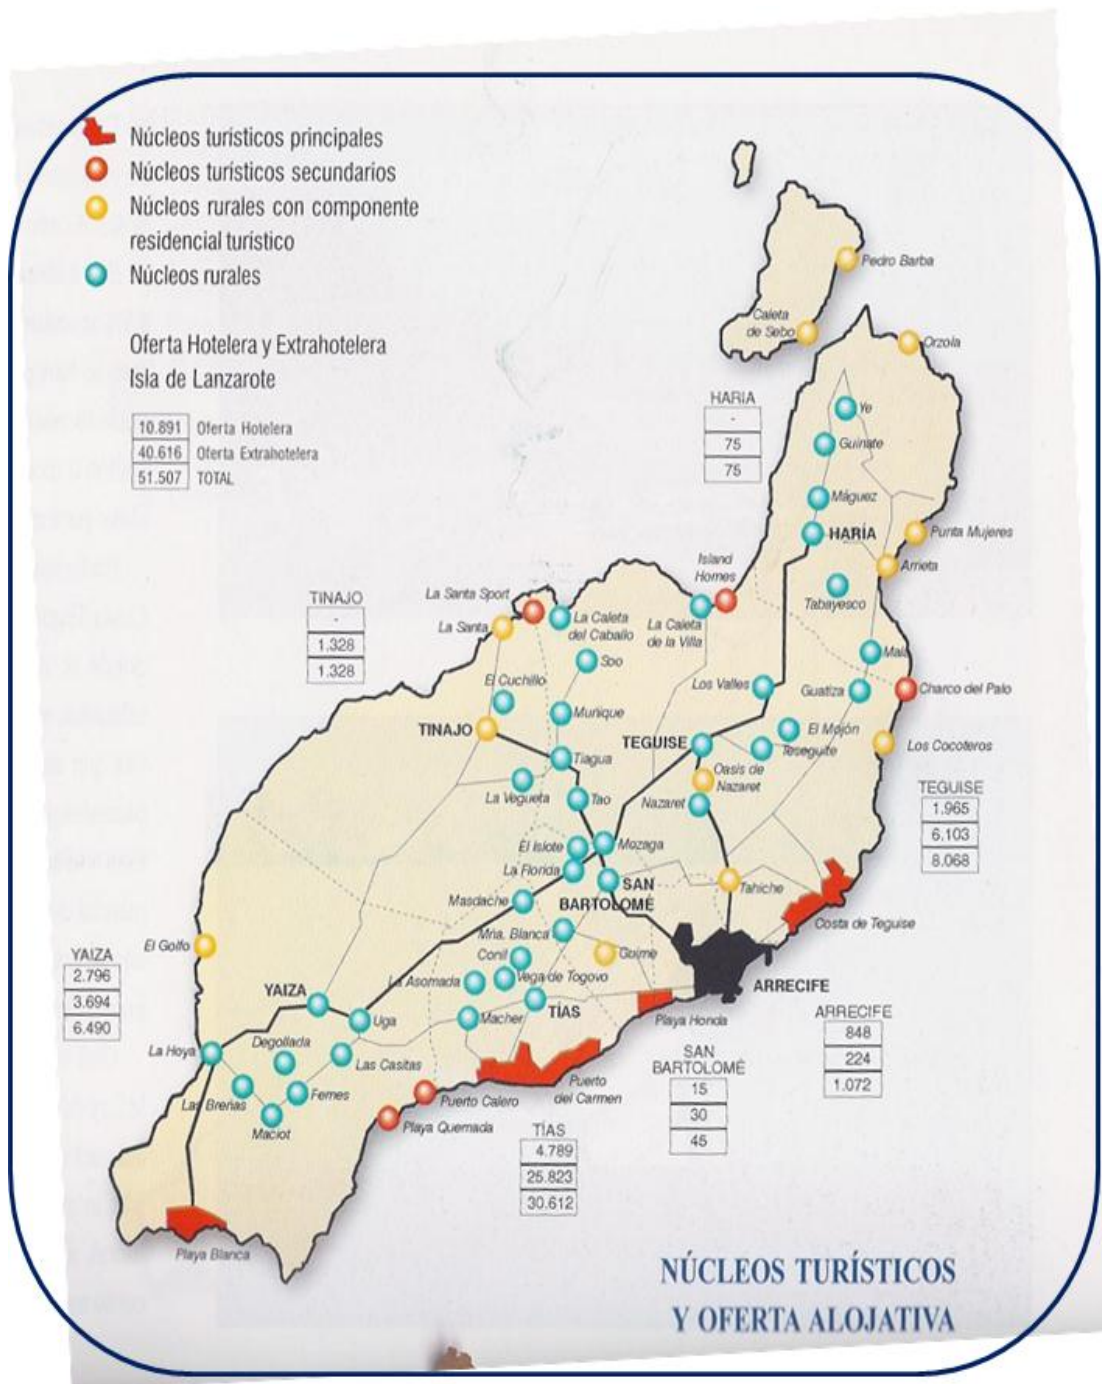 Núcleos turísticos principales
Núcleos turísticos secundarios
Núcleos rurales con componente
residencial turístico
Núcleos rurales
Oferta Hotelera y Extrahotelera
Isla de Lanzarote
10.891 Oferta Hotelera
40.616 Oferta Extrahotelera
51.507 TOTAL
Pedro Barba
Caleta
de Sebo
Orzola
HARIA
-
75
75
Ye
Guinate
Máguez
HARÍA
Punta Mujeres
Arrieta
Tabayesco
Island
Homes
La Caleta
de la Villa
TINAJO
-
1.328
1.328
La Santa Sport
La Santa
La Caleta
del Caballo
Soo
El Cuchillo
Muñique
TINAJO
Tiagua
La Vegueta
Tao
Mala
Los Valles
Guatiza
Charco del Palo
El Mojón
TEGUISE
Teseguite
Los Cocoteros
Oasis de
Nazaret
Nazaret
TEGUISE
1.965
6.103
8.068
El Islote
Mozaga
La Florida
SAN
BARTOLOMÉ
Tahiche
Masdache
Costa de Teguise
Mña. Blanca
Guime
Conil
Vega de Togovo
La Asomada
El Golfo
YAIZA
2.796
3.694
6.490
YAIZA
Uga
Macher
TÍAS
ARRECIFE
Playa Honda
ARRECIFE
848
224
1.072
La Hoya
Degollada
Las Casitas
Las Breñas
Femes
Maciot
Puerto Calero
Playa Quemada
Puerto
del Carmen
SAN
BARTOLOMÉ
15
30
45
TÍAS
4.789
25.823
30.612
Playa Blanca
NÚCLEOS TURÍSTICOS
Y OFERTA ALOJATIVA